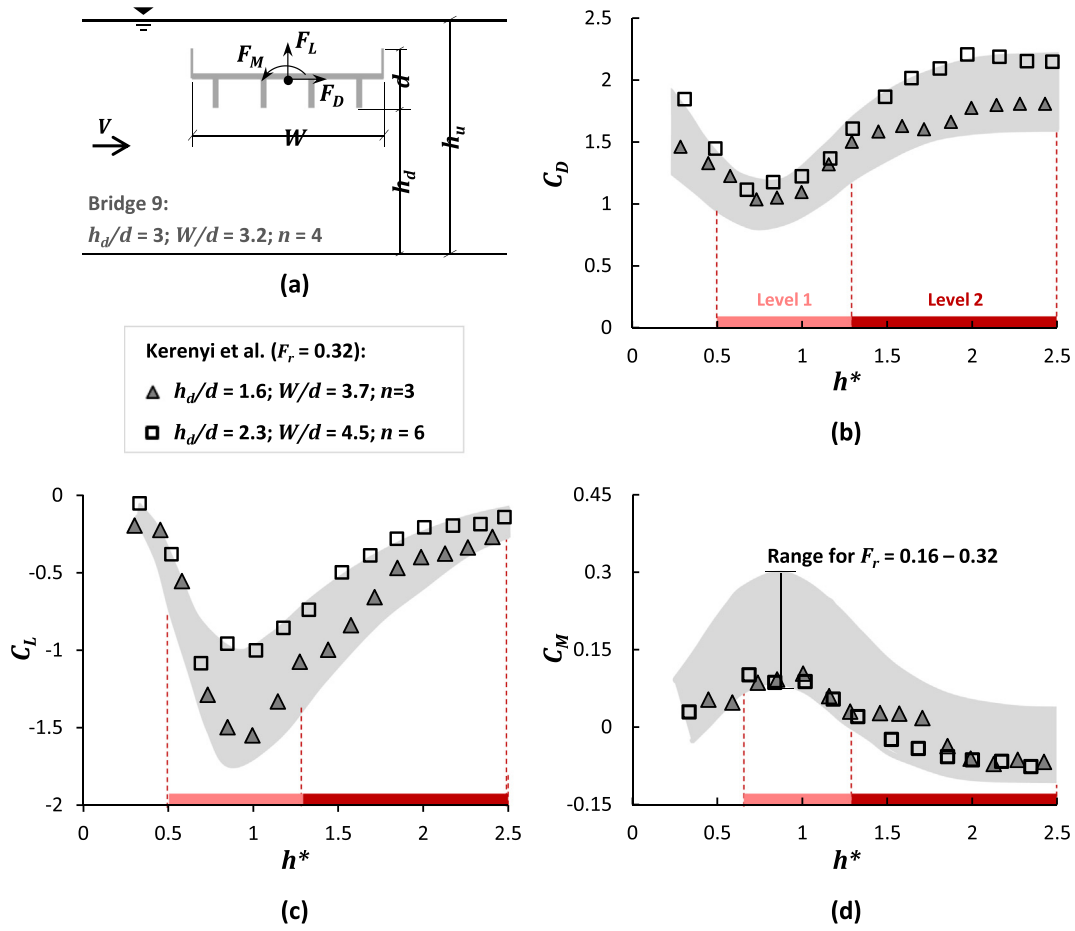 F_L
F_M
F_D
d
W
V
h_u
h_d
Bridge 9:
h_d/d = 3; W/d = 3.2; n = 4
(a)
2.5
2
1.5
1
0.5
0
C_D
Level 1
Level 2
0 0.5 1 1.5 2 2.5
h*
(b)
Kerenyi et al. (F_r = 0.32):
h_d/d = 1.6; W/d = 3.7; n=3
h_d/d = 2.3; W/d = 4.5; n = 6
0
-0.5
-1
-1.5
-2
C_L
0 0.5 1 1.5 2 2.5
h*
(c)
0.45
0.3
0.15
0
-0.15
C_M
Range for F_r = 0.16 – 0.32
0 0.5 1 1.5 2 2.5
h*
(d)